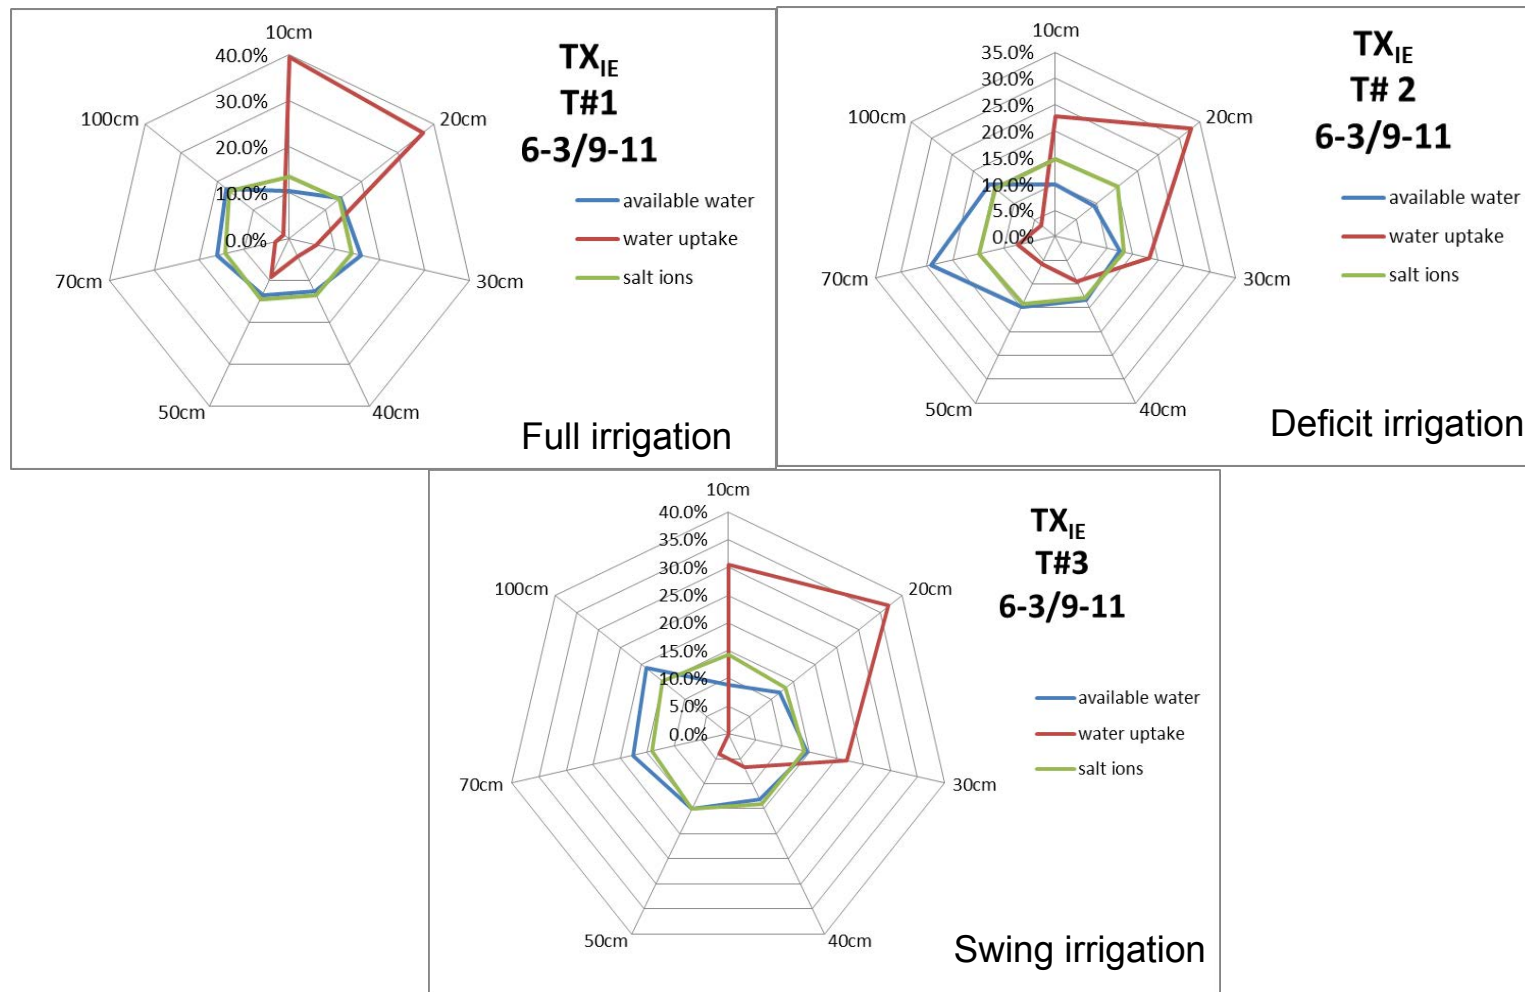 10cm
40.0%
30.0%
20.0%
10.0%
0.0%
20cm
30cm
40cm
50cm
70cm
100cm
TX_IE
T#1
6-3/9-11
available water
water uptake
salt ions
Full irrigation
10cm
35.0%
30.0%
25.0%
20.0%
15.0%
10.0%
5.0%
0.0%
20cm
30cm
40cm
50cm
70cm
100cm
TX_IE
T# 2
6-3/9-11
available water
water uptake
salt ions
Deficit irrigation
10cm
40.0%
35.0%
30.0%
25.0%
20.0%
15.0%
10.0%
5.0%
0.0%
20cm
30cm
40cm
50cm
70cm
100cm
TX_IE
T#3
6-3/9-11
available water
water uptake
salt ions
Swing irrigation